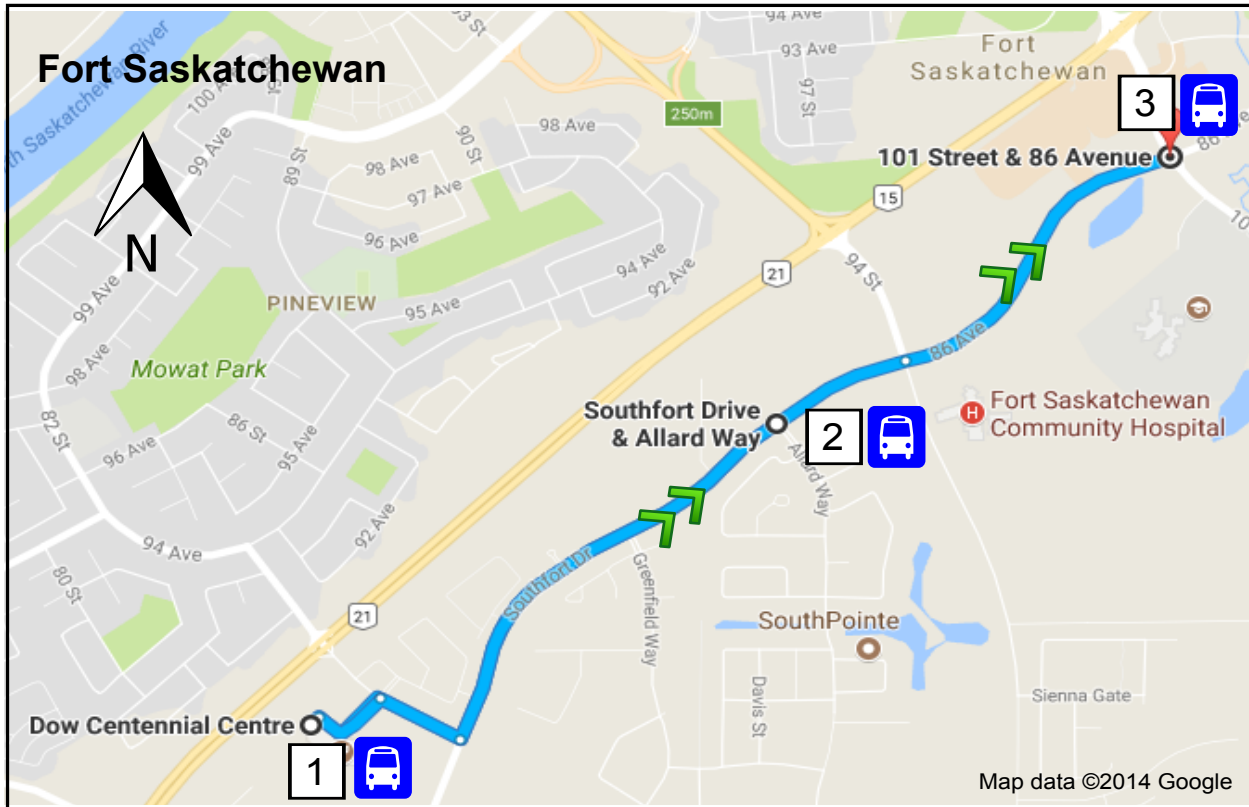 Fort Saskatchewan
94 Ave
93 Ave
97 St
Fort
Saskatchewan
3
101 Street & 86 Avenue
250m
100 Ave
99 Ave
89 St
90 St
98 Ave
98 Ave
97 Ave
96 Ave
15
N
21
94 St
94 Ave
92 Ave
PINEVIEW
95 Ave
99 Ave
98 Ave
Mowat Park
86 Ave
82 St
86 St
96 Ave
95 Ave
92 Ave
Southfort Drive
& Allard Way
2
Allard Way
H
Fort Saskatchewan
Community Hospital
94 Ave
80 St
21
Southfort Dr
Greenfield Way
SouthPointe
Davis St
Sienna Gate
Dow Centennial Centre
1
Map data ©2014 Google